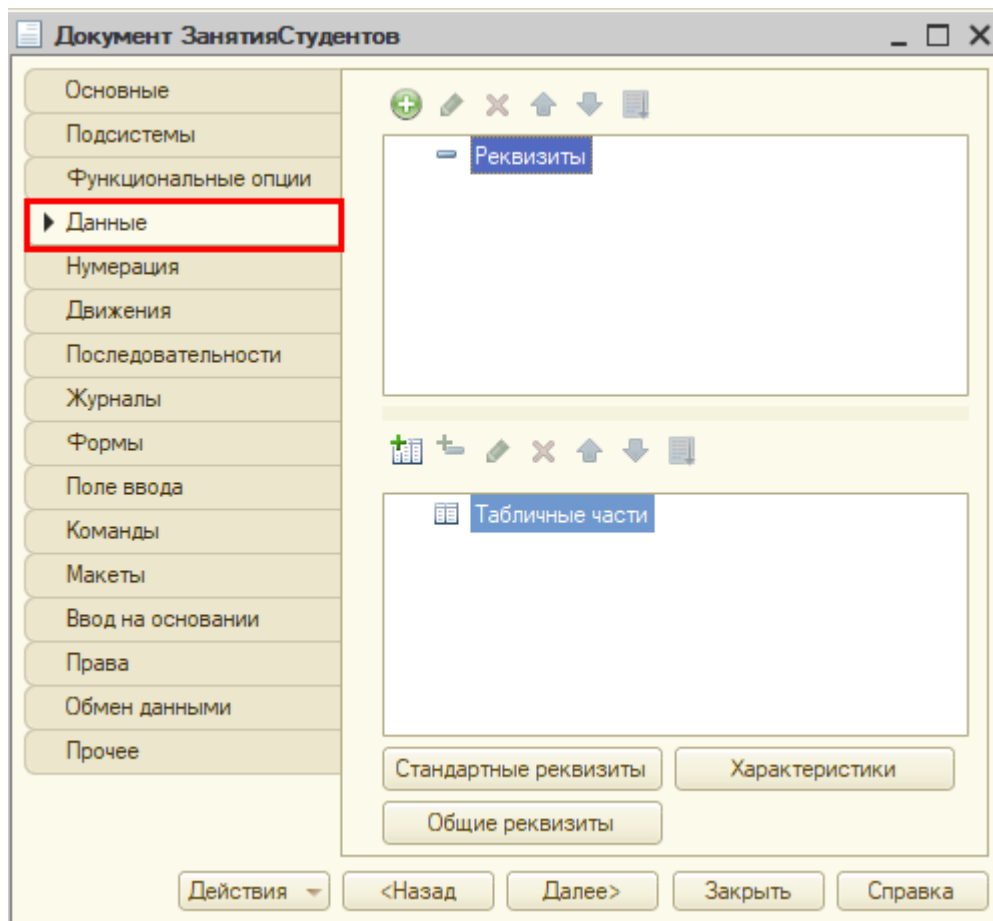 Документ ЗанятияСтудентов
Основные
Подсистемы
Функциональные опции
Данные
Нумерация
Движения
Последовательности
Журналы
Формы
Поле ввода
Команды
Макеты
Ввод на основании
Права
Обмен данными
Прочее
Реквизиты
Табличные части
Стандартные реквизиты Характеристики
Общие реквизиты
Действия <Назад Далее> Закрыть Справка